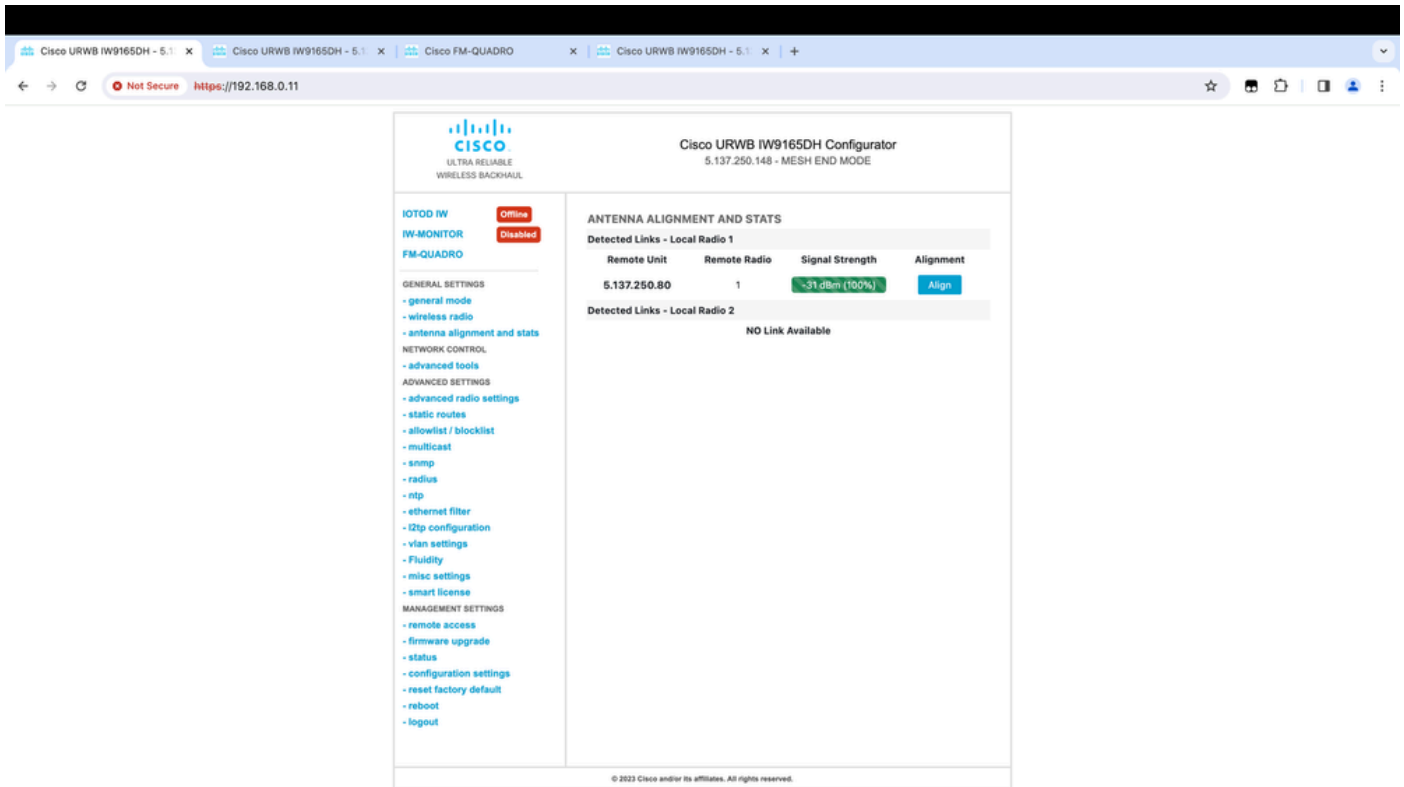 Cisco URWB IW9165DH - 5.1
Cisco URWB IW9165DH - 5.1
Cisco FM-QUADRO
Cisco URWB IW9165DH - 5.1
Not Secure https://192.168.0.11
CISCO
ULTRA RELIABLE
WIRELESS BACKHAUL
Cisco URWB IW9165DH Configurator
5.137.250.148 - MESH END MODE
IOTOD IW Offline
IW-MONITOR Disabled
FM-QUADRO
GENERAL SETTINGS
- general mode
- wireless radio
- antenna alignment and stats
NETWORK CONTROL
- advanced tools
ADVANCED SETTINGS
- advanced radio settings
- static routes
- allowlist / blocklist
- multicast
- snmp
- radius
- ntp
- ethernet filter
- l2tp configuration
- vlan settings
- Fluidity
- misc settings
- smart license
MANAGEMENT SETTINGS
- remote access
- firmware upgrade
- status
- configuration settings
- reset factory default
- reboot
- logout
ANTENNA ALIGNMENT AND STATS
Detected Links - Local Radio 1
Remote Unit Remote Radio Signal Strength Alignment
5.137.250.80 1 -31 dBm (100%) Align
Detected Links - Local Radio 2
NO Link Available
© 2023 Cisco and/or its affiliates. All rights reserved.